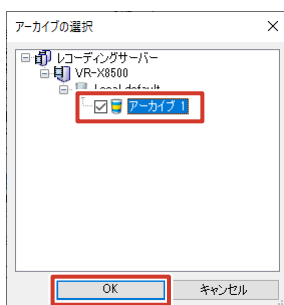 アーカイブの選択
レコーディングサーバー
VR-X8500
Local default
アーカイブ 1
OK
キャンセル